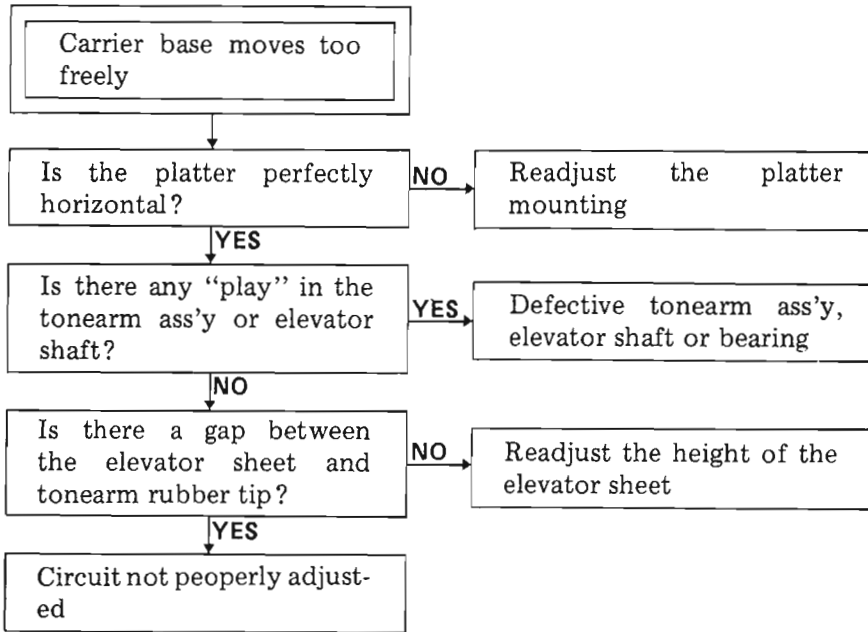 Carrier base moves too
freely
Is the platter perfectly
horizontal?
NO
Readjust the platter
mounting
YES
Is there any “play” in the
tonearm ass'y or elevator
shaft?
YES
Defective tonearm ass'y,
elevator shaft or bearing
NO
Is there a gap between
the elevator sheet and
tonearm rubber tip?
NO
Readjust the height of the
elevator sheet
YES
Circuit not peoperly adjust-
ed